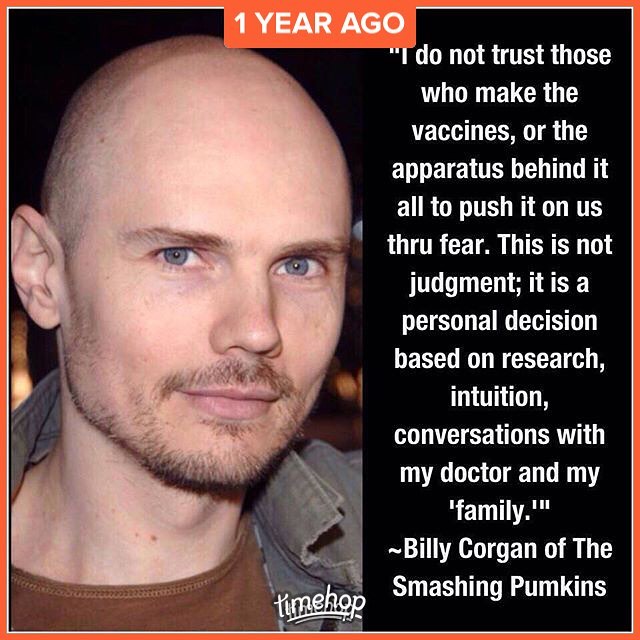 1 YEAR AGO
"I do not trust those
who make the
vaccines, or the
apparatus behind it
all to push it on us
thru fear. This is not
judgment; it is a
personal decision
based on research,
intuition,
conversations with
my doctor and my
'family.'"
~Billy Corgan of The
Smashing Pumkins
timehop